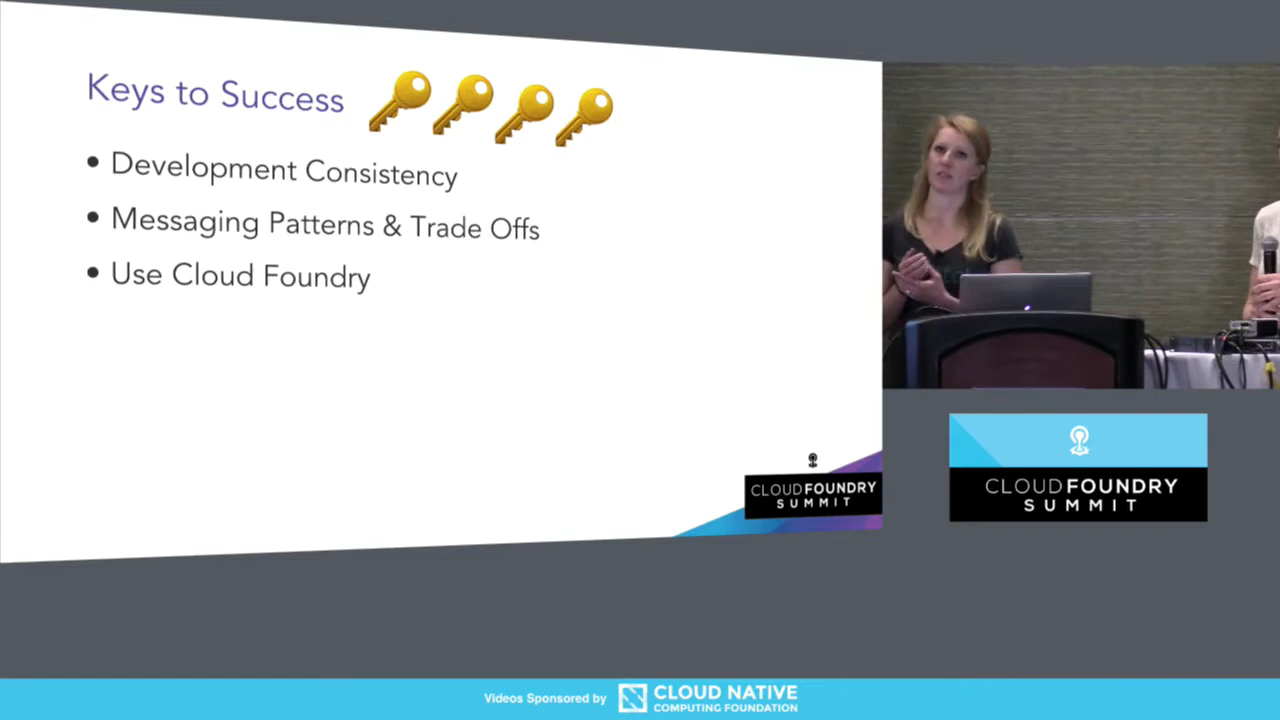 Keys to Success
• Development Consistency
• Messaging Patterns & Trade Offs
• Use Cloud Foundry
CLOUD FOUNDRY
SUMMIT
CLOUD FOUNDRY
SUMMIT
Videos Sponsored by
CLOUD NATIVE
COMPUTING FOUNDATION